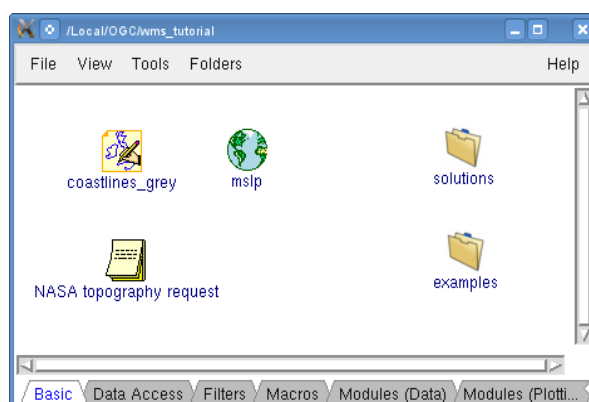 /Local/OGC/wms_tutorial
File View Tools Folders Help
coastlines_grey mslp solutions
NASA topography request examples
Basic Data Access Filters Macros Modules (Data) Modules (Plotti...